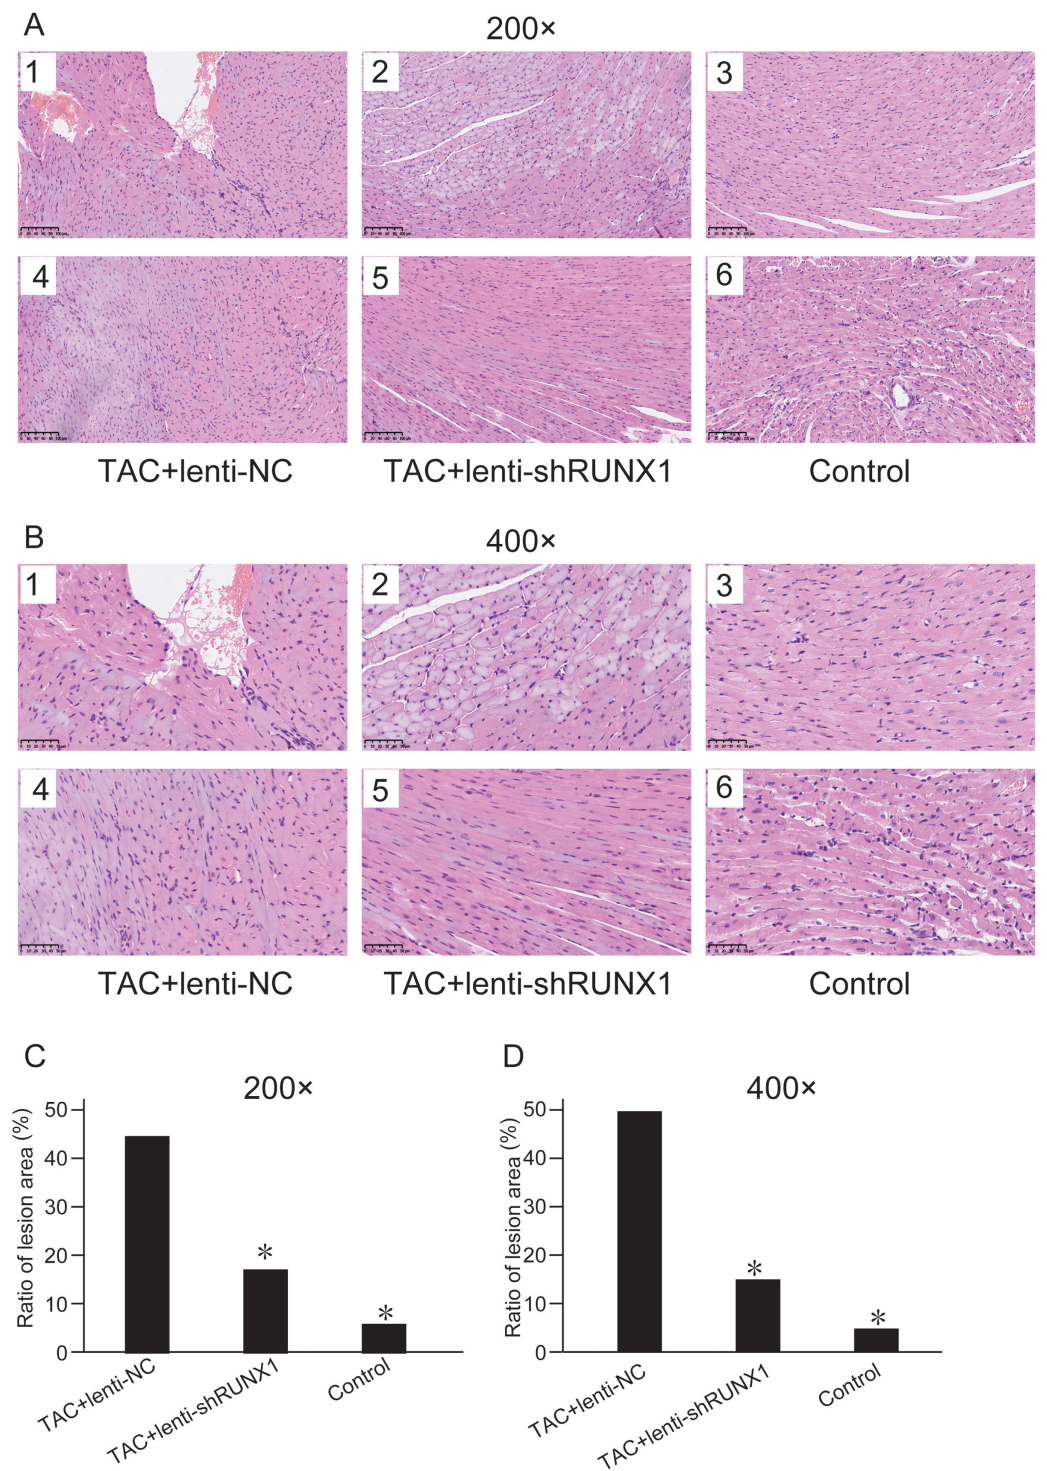 A
200×
1
2
3
4
5
6
TAC+lenti-NC
TAC+lenti-shRUNX1
Control
B
400×
1
2
3
4
5
6
TAC+lenti-NC
TAC+lenti-shRUNX1
Control
C
200×
Ratio of lesion area (%)
50
40
30
20
10
0
*
*
TAC+lenti-NC
TAC+lenti-shRUNX1
Control
D
400×
Ratio of lesion area (%)
50
40
30
20
10
0
*
*
TAC+lenti-NC
TAC+lenti-shRUNX1
Control